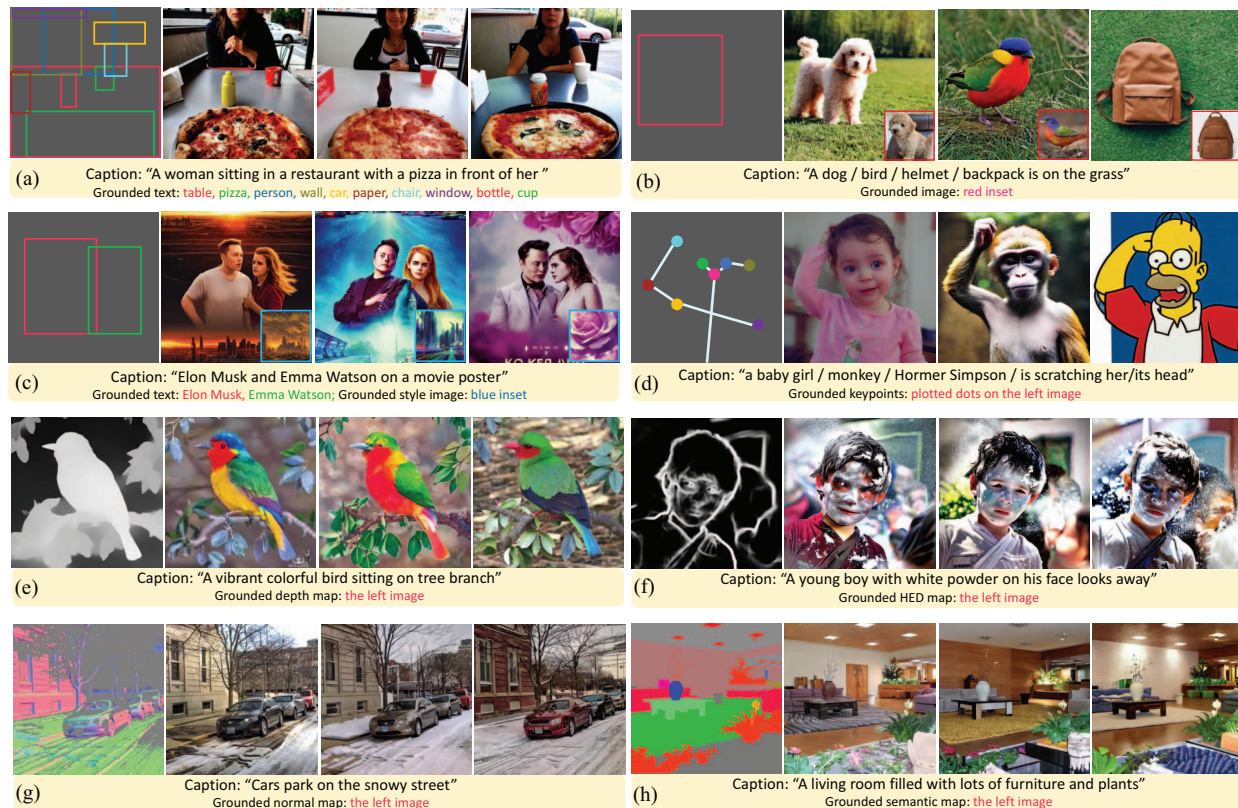 (a)
Caption: “A woman sitting in a restaurant with a pizza in front of her ”
Grounded text: table, pizza, person, wall, car, paper, chair, window, bottle, cup
(b)
Caption: “A dog / bird / helmet / backpack is on the grass”
Grounded image: red inset
(c)
Caption: “Elon Musk and Emma Watson on a movie poster”
Grounded text: Elon Musk, Emma Watson; Grounded style image: blue inset
(d)
Caption: “a baby girl / monkey / Hormer Simpson / is scratching her/its head”
Grounded keypoints: plotted dots on the left image
(e)
Caption: “A vibrant colorful bird sitting on tree branch”
Grounded depth map: the left image
(f)
Caption: “A young boy with white powder on his face looks away”
Grounded HED map: the left image
(g)
Caption: “Cars park on the snowy street”
Grounded normal map: the left image
(h)
Caption: “A living room filled with lots of furniture and plants”
Grounded semantic map: the left image